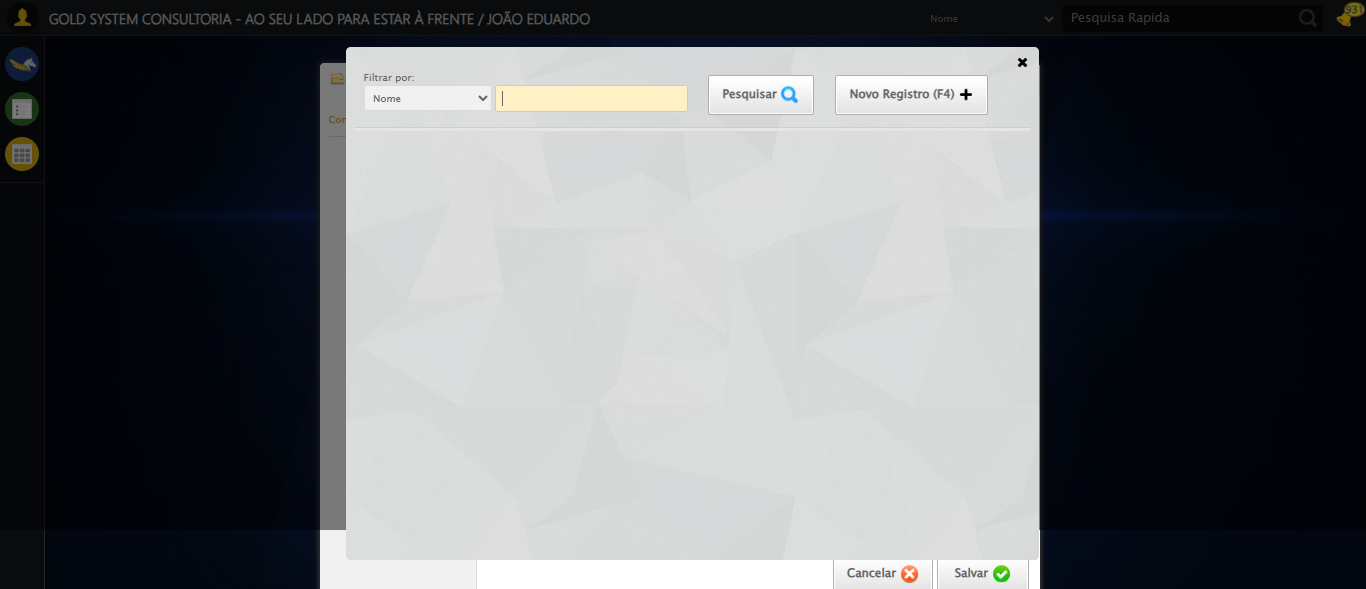 GOLD SYSTEM CONSULTORIA - AO SEU LADO PARA ESTAR À FRENTE / JOÃO EDUARDO
Nome
Pesquisa Rapida
931
Filtrar por:
Nome
Pesquisar
Novo Registro (F4)
Cancelar
Salvar